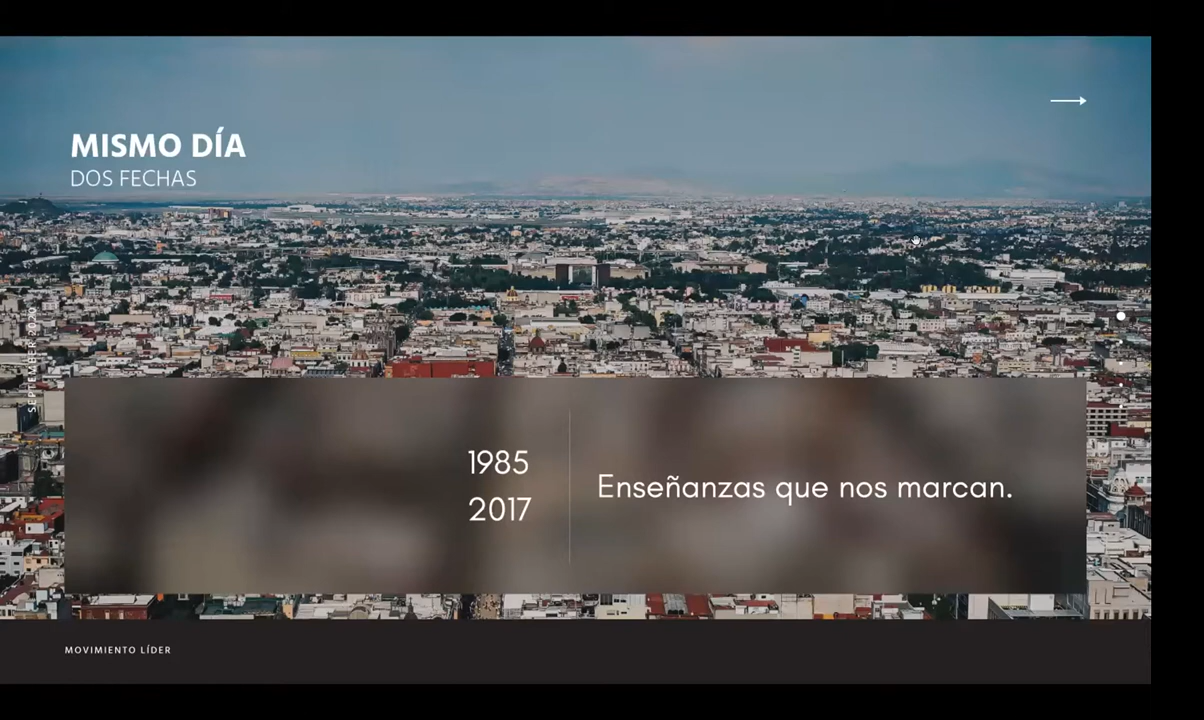 MISMO DÍA
DOS FECHAS
SEPTEMBER 2020
1985
2017
Enseñanzas que nos marcan.
MOVIMIENTO LÍDER